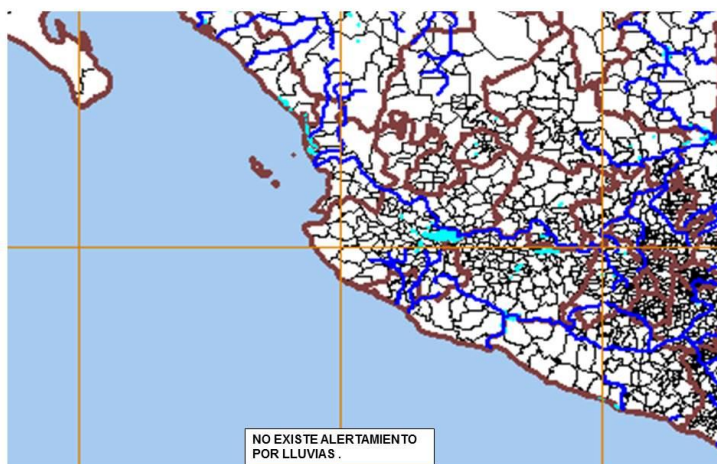 NO EXISTE ALERTAMIENTO
POR LLUVIAS .